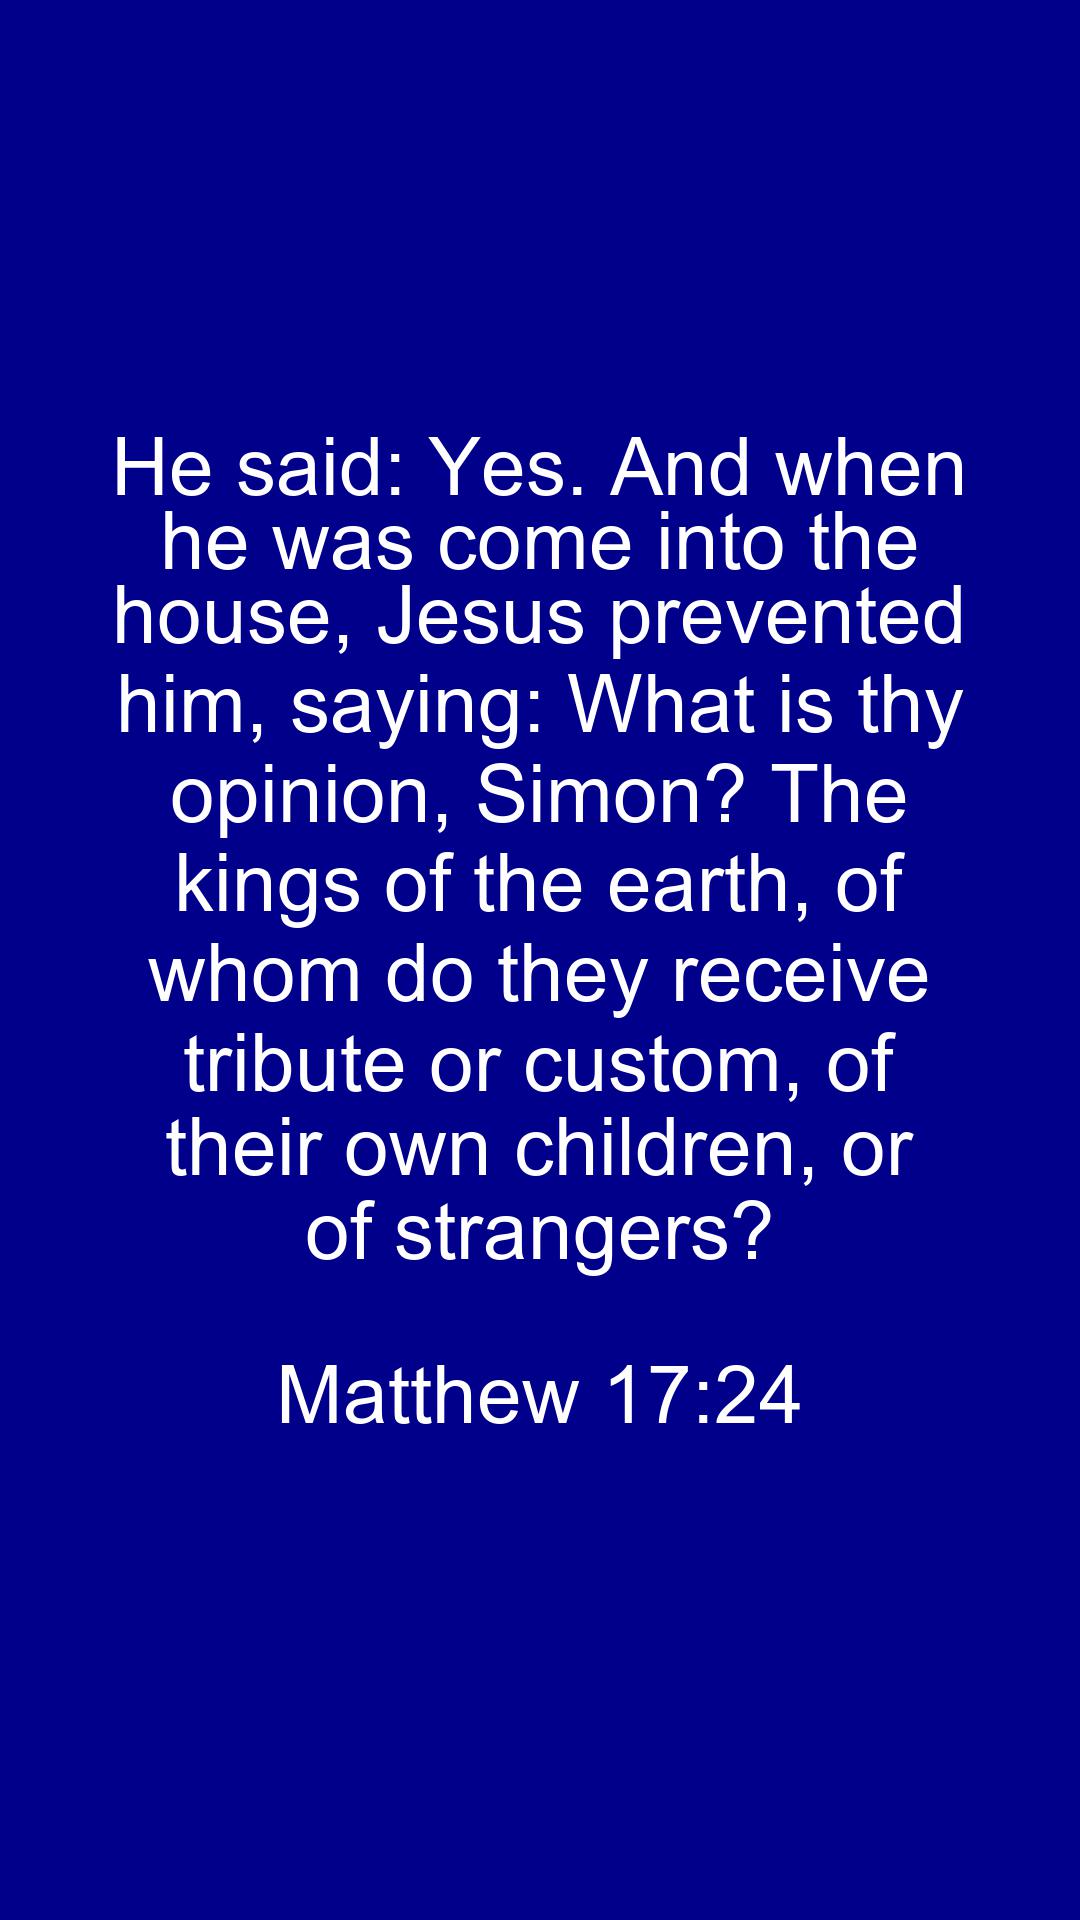 He said: Yes. And when
he was come into the
house, Jesus prevented
him, saying: What is thy
opinion, Simon? The
kings of the earth, of
whom do they receive
tribute or custom, of
their own children, or
of strangers?
Matthew 17:24